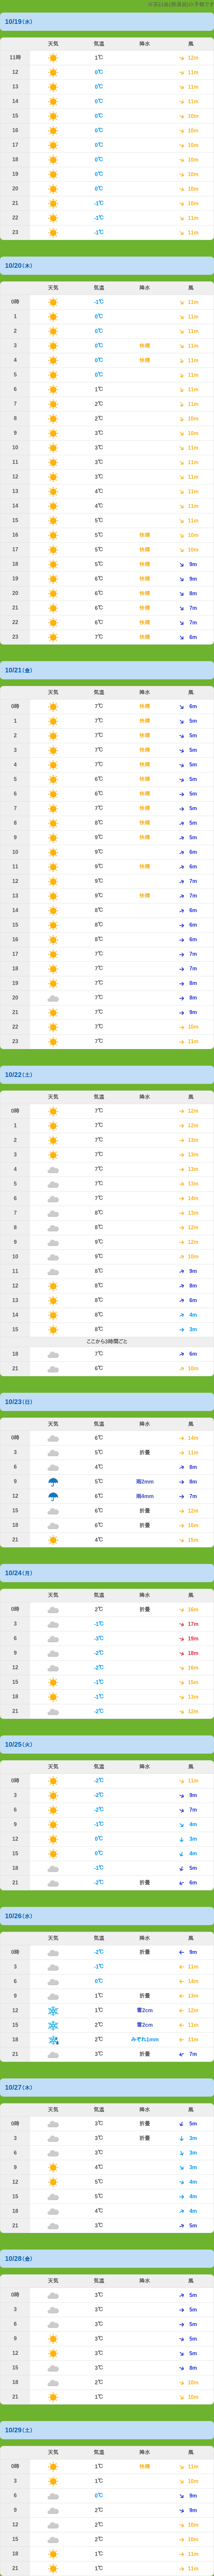 10/19(水)
天気 気温 降水 風
11時 1℃ 12m
12 0℃ 11m
13 0℃ 11m
14 0℃ 11m
15 0℃ 10m
16 0℃ 10m
17 0℃ 10m
18 0℃ 10m
19 0℃ 10m
20 0℃ 10m
21 -1℃ 10m
22 -1℃ 11m
23 -1℃ 11m
10/20(木)
天気 気温 降水 風
0時 -1℃ 11m
1 0℃ 11m
2 0℃ 11m
3 0℃ 快晴 11m
4 0℃ 快晴 11m
5 0℃ 11m
6 1℃ 11m
7 2℃ 11m
8 2℃ 10m
9 3℃ 10m
10 3℃ 11m
11 3℃ 11m
12 3℃ 11m
13 4℃ 11m
14 4℃ 11m
15 5℃ 11m
16 5℃ 快晴 10m
17 5℃ 快晴 10m
18 5℃ 快晴 9m
19 6℃ 快晴 9m
20 6℃ 快晴 8m
21 6℃ 快晴 7m
22 6℃ 快晴 7m
23 7℃ 快晴 6m
10/21(金)
天気 気温 降水 風
0時 7℃ 快晴 6m
1 7℃ 快晴 5m
2 7℃ 快晴 5m
3 7℃ 快晴 5m
4 7℃ 快晴 5m
5 6℃ 快晴 5m
6 6℃ 快晴 5m
7 7℃ 快晴 5m
8 8℃ 快晴 5m
9 9℃ 快晴 5m
10 9℃ 6m
11 9℃ 快晴 6m
12 9℃ 7m
13 9℃ 快晴 7m
14 8℃ 6m
15 8℃ 6m
16 8℃ 6m
17 7℃ 7m
18 7℃ 7m
19 7℃ 8m
20 7℃ 8m
21 7℃ 9m
22 7℃ 10m
23 7℃ 11m
10/22(土)
天気 気温 降水 風
0時 7℃ 12m
1 7℃ 12m
2 7℃ 13m
3 7℃ 13m
4 7℃ 13m
5 7℃ 13m
6 7℃ 14m
7 8℃ 13m
8 8℃ 12m
9 9℃ 12m
10 9℃ 10m
11 8℃ 9m
12 8℃ 8m
13 8℃ 6m
14 8℃ 4m
15 8℃ 3m
ここから3時間ごと
18 7℃ 6m
21 6℃ 10m
10/23(日)
天気 気温 降水 風
0時 6℃ 14m
3 5℃ 折畳 11m
6 4℃ 8m
9 5℃ 雨2mm 8m
12 6℃ 雨4mm 7m
15 6℃ 折畳 12m
18 6℃ 折畳 16m
21 4℃ 15m
10/24(月)
天気 気温 降水 風
0時 2℃ 折畳 16m
3 -1℃ 17m
6 -3℃ 19m
9 -2℃ 18m
12 -2℃ 16m
15 -1℃ 15m
18 -1℃ 13m
21 -2℃ 12m
10/25(火)
天気 気温 降水 風
0時 -2℃ 11m
3 -2℃ 9m
6 -2℃ 7m
9 -1℃ 4m
12 0℃ 3m
15 0℃ 4m
18 -1℃ 5m
21 -2℃ 折畳 6m
10/26(水)
天気 気温 降水 風
0時 -2℃ 折畳 9m
3 -1℃ 11m
6 0℃ 14m
9 1℃ 折畳 13m
12 1℃ 雪2cm 12m
15 2℃ 雪2cm 11m
18 2℃ みぞれ1mm 11m
21 3℃ 折畳 7m
10/27(木)
天気 気温 降水 風
0時 3℃ 折畳 5m
3 3℃ 折畳 3m
6 3℃ 3m
9 4℃ 3m
12 5℃ 4m
15 5℃ 4m
18 4℃ 4m
21 3℃ 5m
10/28(金)
天気 気温 降水 風
0時 3℃ 5m
3 3℃ 5m
6 3℃ 5m
9 3℃ 5m
12 3℃ 5m
15 3℃ 8m
18 2℃ 10m
21 1℃ 10m
10/29(土)
天気 気温 降水 風
0時 1℃ 快晴 11m
3 1℃ 10m
6 0℃ 9m
9 2℃ 9m
12 2℃ 10m
15 2℃ 10m
18 1℃ 11m
21 1℃ 11m